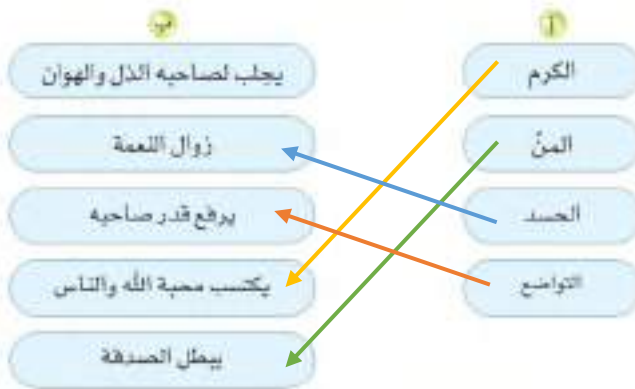 أ
ب
الكرم
يجلب لصاحبه الذل والهوان
المنّ
زوال النعمة
الحسد
يرفع قدر صاحبه
التواضع
يكتسب محبة الله والناس
يبطل الصدقة